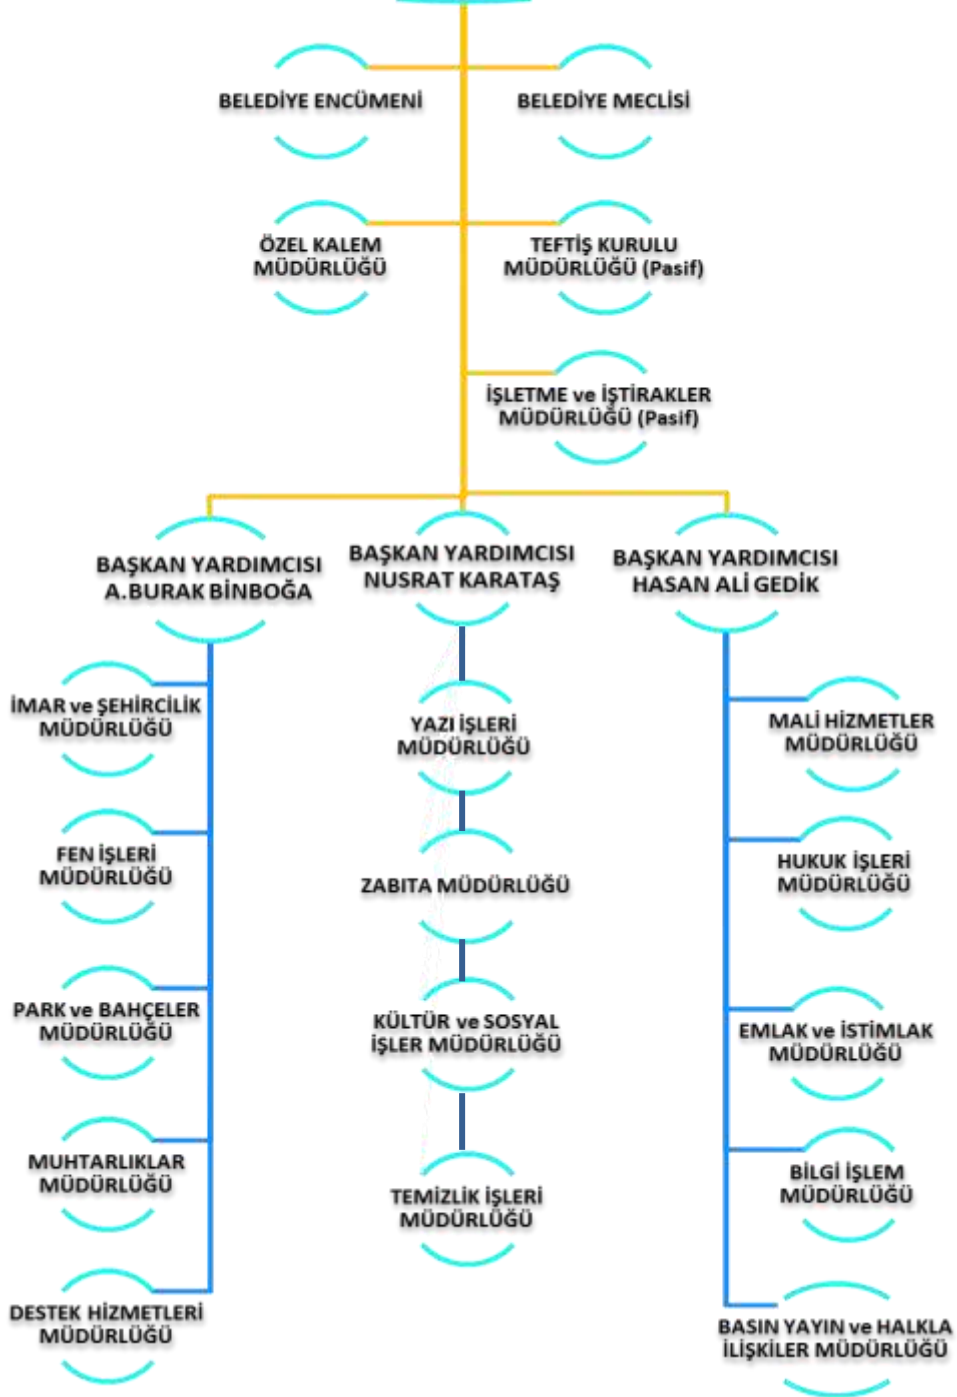 BELEDİYE ENCÜMENİ
BELEDİYE MECLİSİ
ÖZEL KALEM
MÜDÜRLÜĞÜ
TEFTİŞ KURULU
MÜDÜRLÜĞÜ (Pasif)
İŞLETME ve İŞTİRAKLER
MÜDÜRLÜĞÜ (Pasif)
BAŞKAN YARDIMCISI
A.BURAK BİNBOĞA
BAŞKAN YARDIMCISI
NUSRAT KARATAŞ
BAŞKAN YARDIMCISI
HASAN ALİ GEDİK
İMAR ve ŞEHİRCİLİK
MÜDÜRLÜĞÜ
FEN İŞLERİ
MÜDÜRLÜĞÜ
PARK ve BAHÇELER
MÜDÜRLÜĞÜ
MUHTARLIKLAR
MÜDÜRLÜĞÜ
DESTEK HİZMETLERİ
MÜDÜRLÜĞÜ
YAZI İŞLERİ
MÜDÜRLÜĞÜ
ZABITA MÜDÜRLÜĞÜ
KÜLTÜR ve SOSYAL
İŞLER MÜDÜRLÜĞÜ
TEMİZLİK İŞLERİ
MÜDÜRLÜĞÜ
MALİ HİZMETLER
MÜDÜRLÜĞÜ
HUKUK İŞLERİ
MÜDÜRLÜĞÜ
EMLAK ve İSTİMLAK
MÜDÜRLÜĞÜ
BİLGİ İŞLEM
MÜDÜRLÜĞÜ
BASIN YAYIN ve HALKLA
İLİŞKİLER MÜDÜRLÜĞÜ